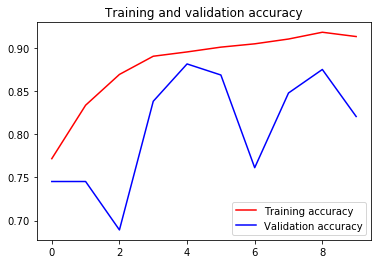 Training and validation accuracy
0.90
0.85
0.80
0.75
0.70
0 2 4 6 8
Training accuracy
Validation accuracy